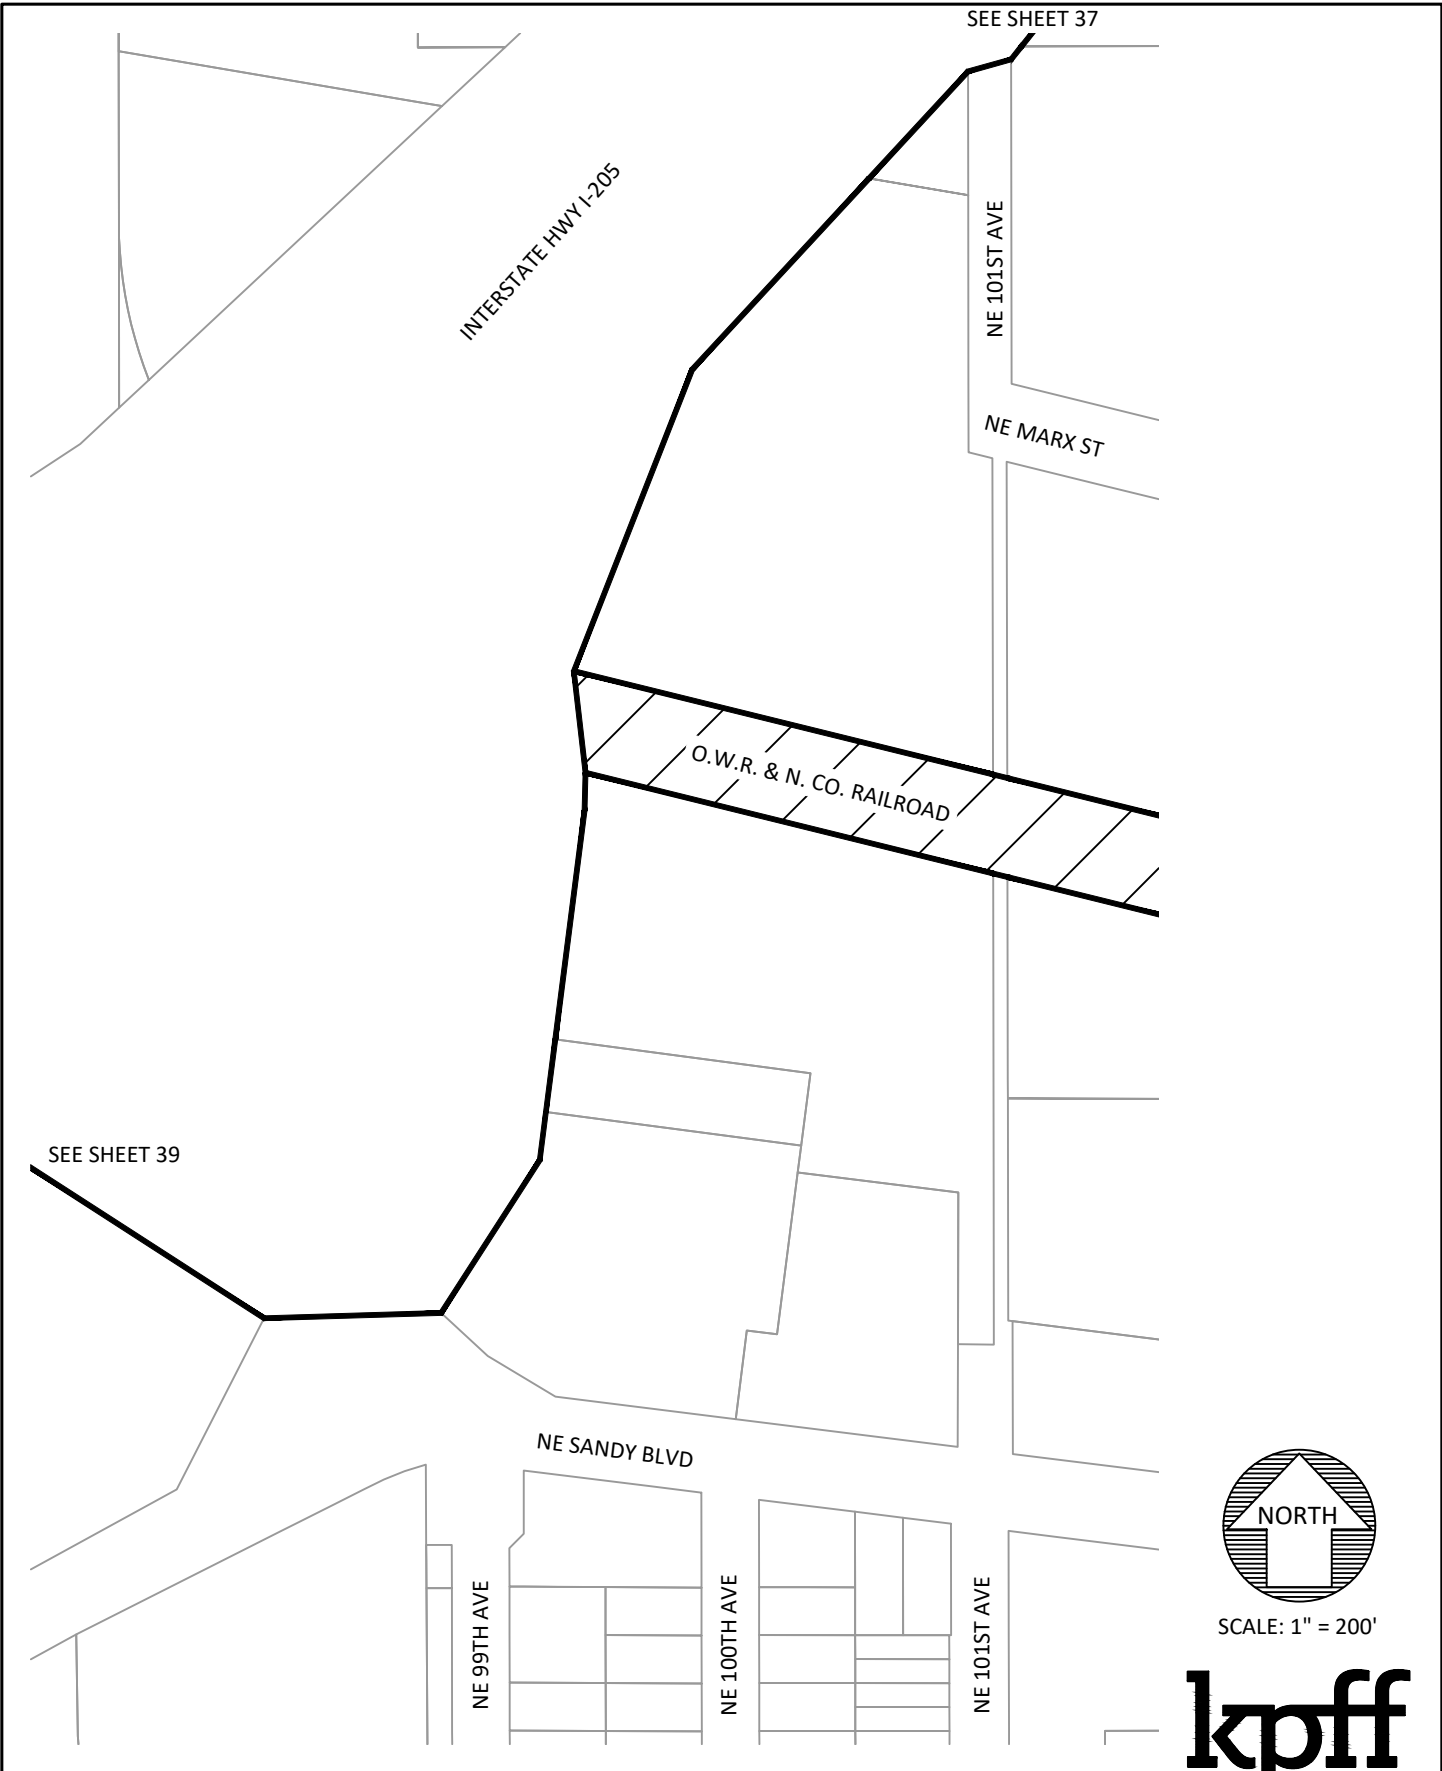 SEE SHEET 37
INTERSTATE HWY I-205
NE 101ST AVE
NE MARX ST
O.W.R. & N. CO. RAILROAD
SEE SHEET 39
NE SANDY BLVD
NORTH
SCALE: 1" = 200'
NE 99TH AVE
NE 100TH AVE
NE 101ST AVE
kpff